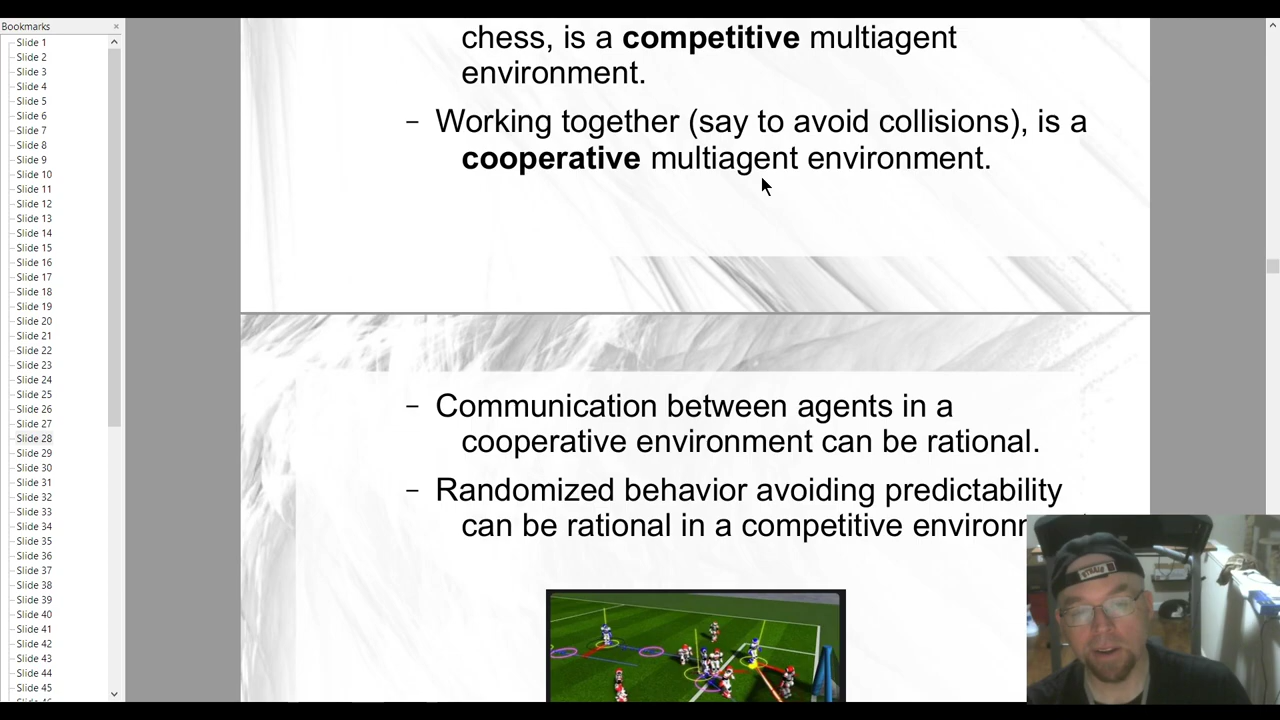 Bookmarks
Slide 1
Slide 2
Slide 3
Slide 4
Slide 5
Slide 6
Slide 7
Slide 8
Slide 9
Slide 10
Slide 11
Slide 12
Slide 13
Slide 14
Slide 15
Slide 16
Slide 17
Slide 18
Slide 19
Slide 20
Slide 21
Slide 22
Slide 23
Slide 24
Slide 25
Slide 26
Slide 27
Slide 28
Slide 29
Slide 30
Slide 31
Slide 32
Slide 33
Slide 34
Slide 35
Slide 36
Slide 37
Slide 38
Slide 39
Slide 40
Slide 41
Slide 42
Slide 43
Slide 44
Slide 45
chess, is a competitive multiagent
environment.
– Working together (say to avoid collisions), is a
cooperative multiagent environment.
– Communication between agents in a
cooperative environment can be rational.
– Randomized behavior avoiding predictability
can be rational in a competitive